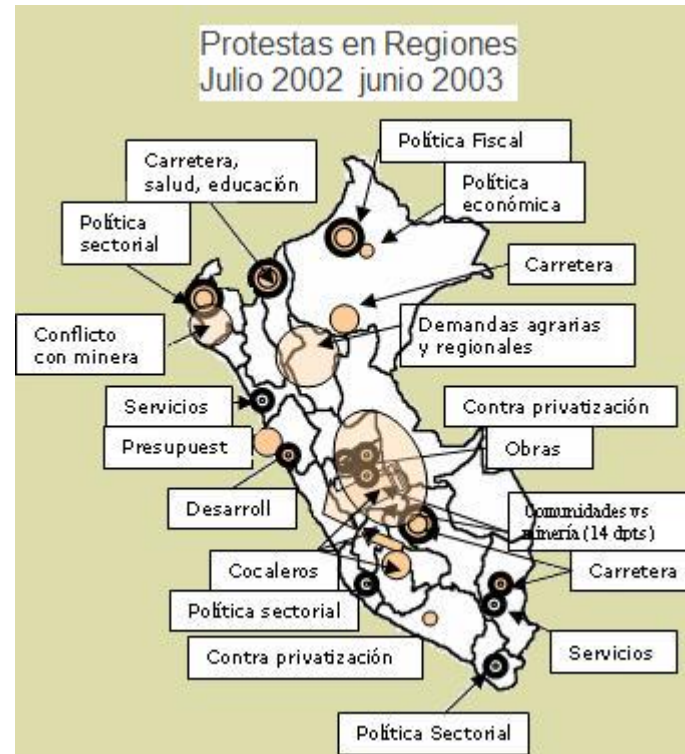 Protestas en Regiones
Julio 2002 junio 2003
Política Fiscal
Carretera,
salud, educación
Política
económica
Política
sectorial
Carretera
Conflicto
con minera
Demandas agrarias
y regionales
Servicios
Contra privatización
Presupuest
Obras
Desarroll
Comunidades vs
minería (14 dpts)
Cocaleros
Carretera
Política sectorial
Contra privatización
Servicios
Política Sectorial